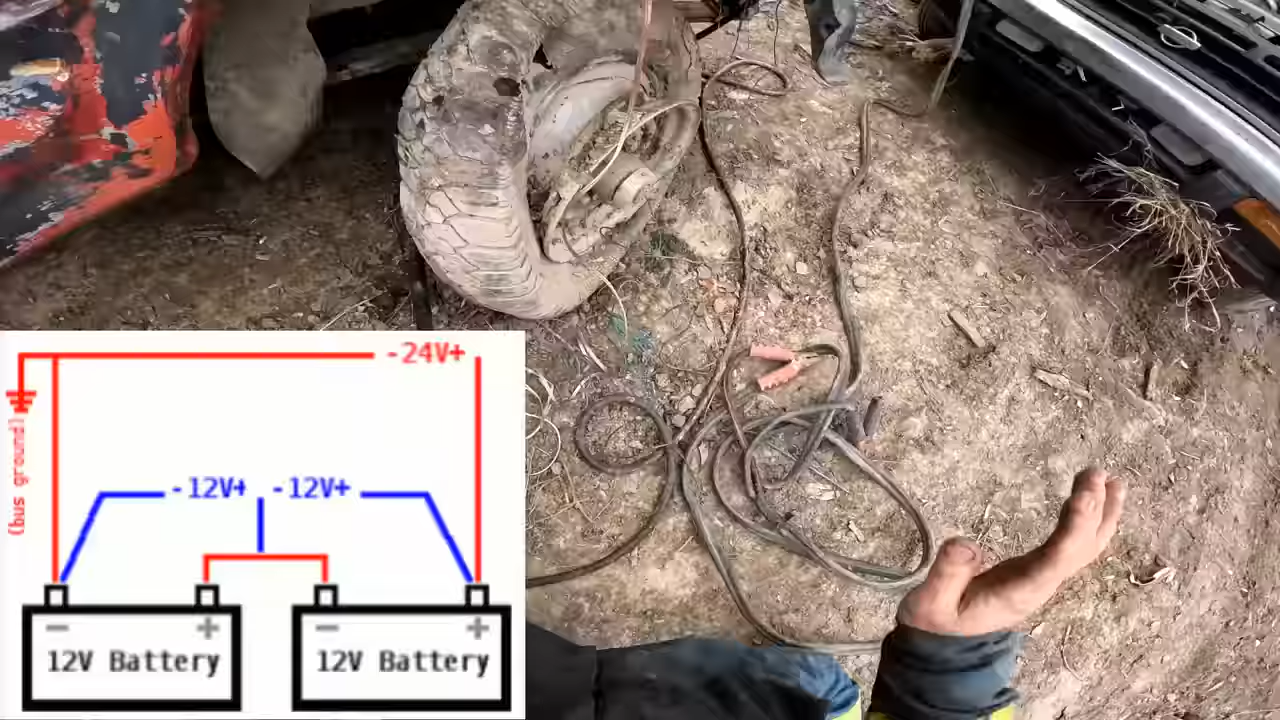 -24V+
(bus ground)
-12V+ -12V+
- + - +
12V Battery 12V Battery